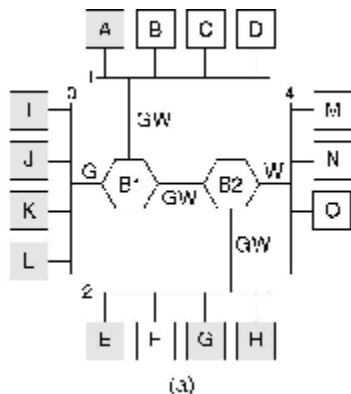 A B C D
1
3 4
I GW M
J N
G B1 GW B2 W
K O
L GW
2
E F G H
(a)